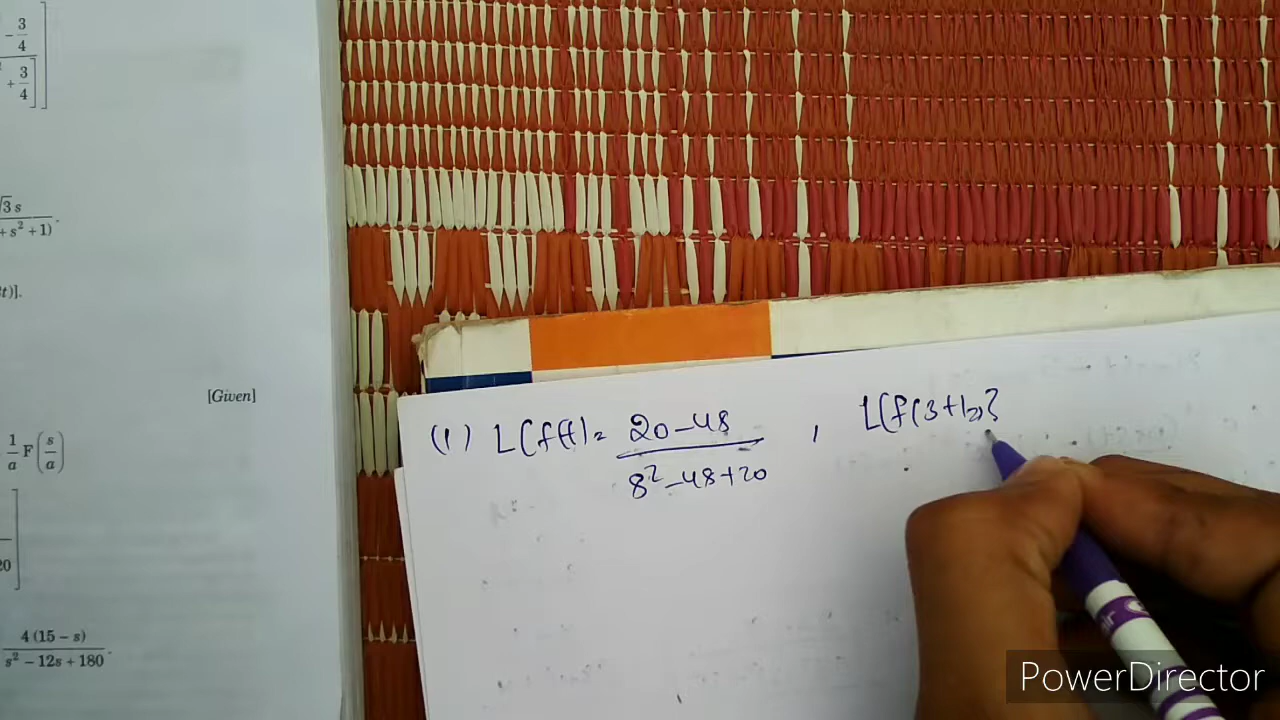 - 3/4
+ 3/4
√3 s
+ s² + 1)
t)].
[Given]
1/a F(s/a)
20
4 (15 – s)
s² – 12s + 180
(1) L{f(t)} = 20-4s / s²-4s+20 , L{f(3t)}
PowerDirector